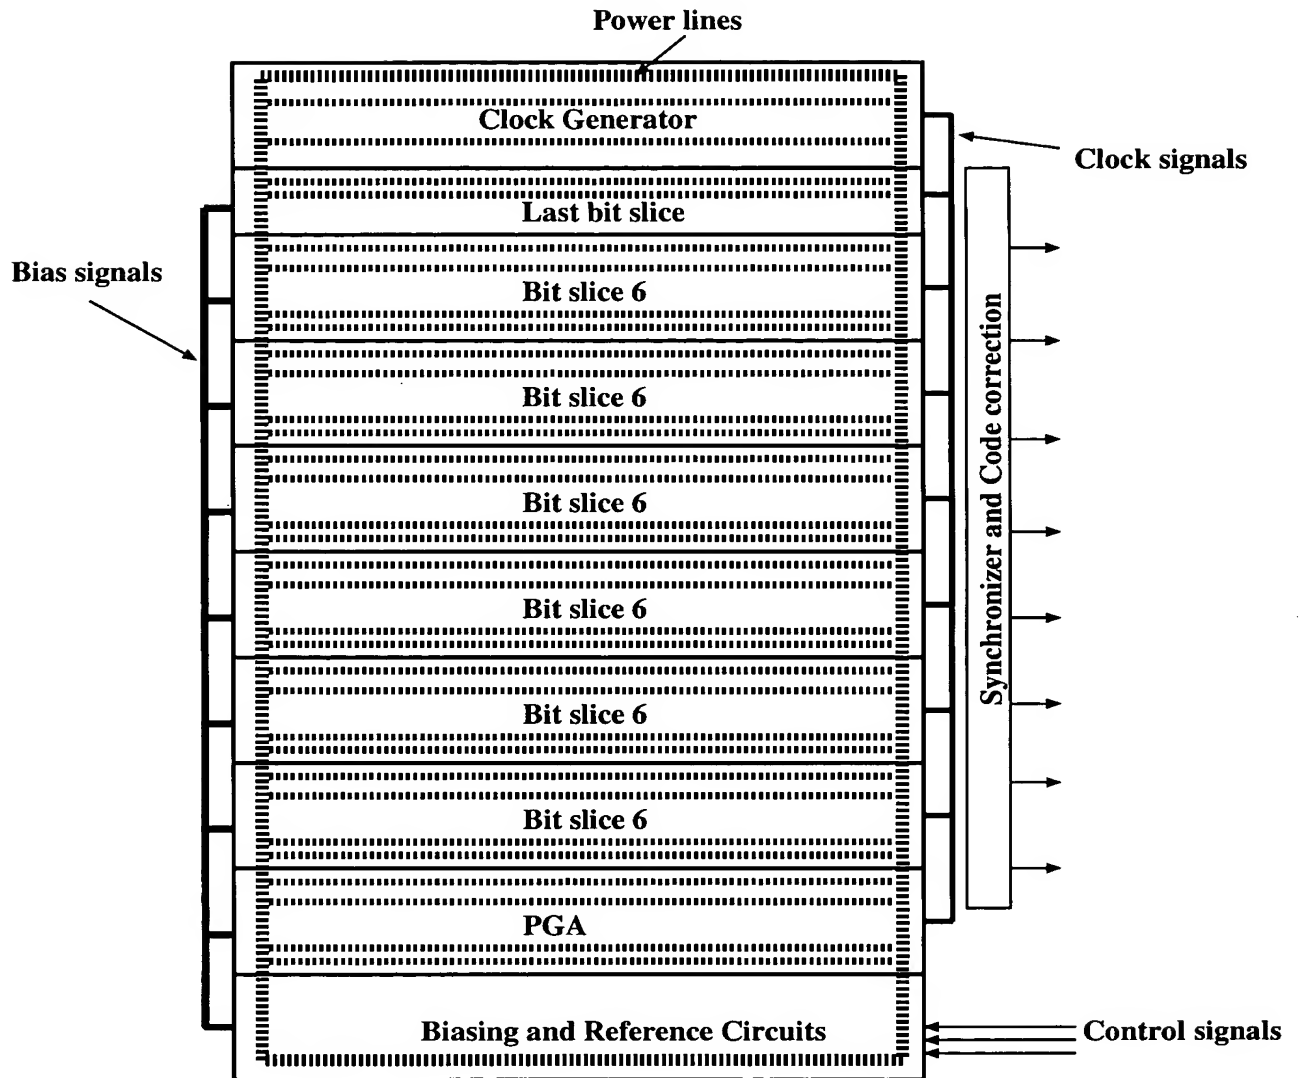 Power lines
Clock Generator
Clock signals
Last bit slice
Bias signals
Bit slice 6
Bit slice 6
Bit slice 6
Bit slice 6
Bit slice 6
Bit slice 6
Synchronizer and Code correction
PGA
Biasing and Reference Circuits
Control signals